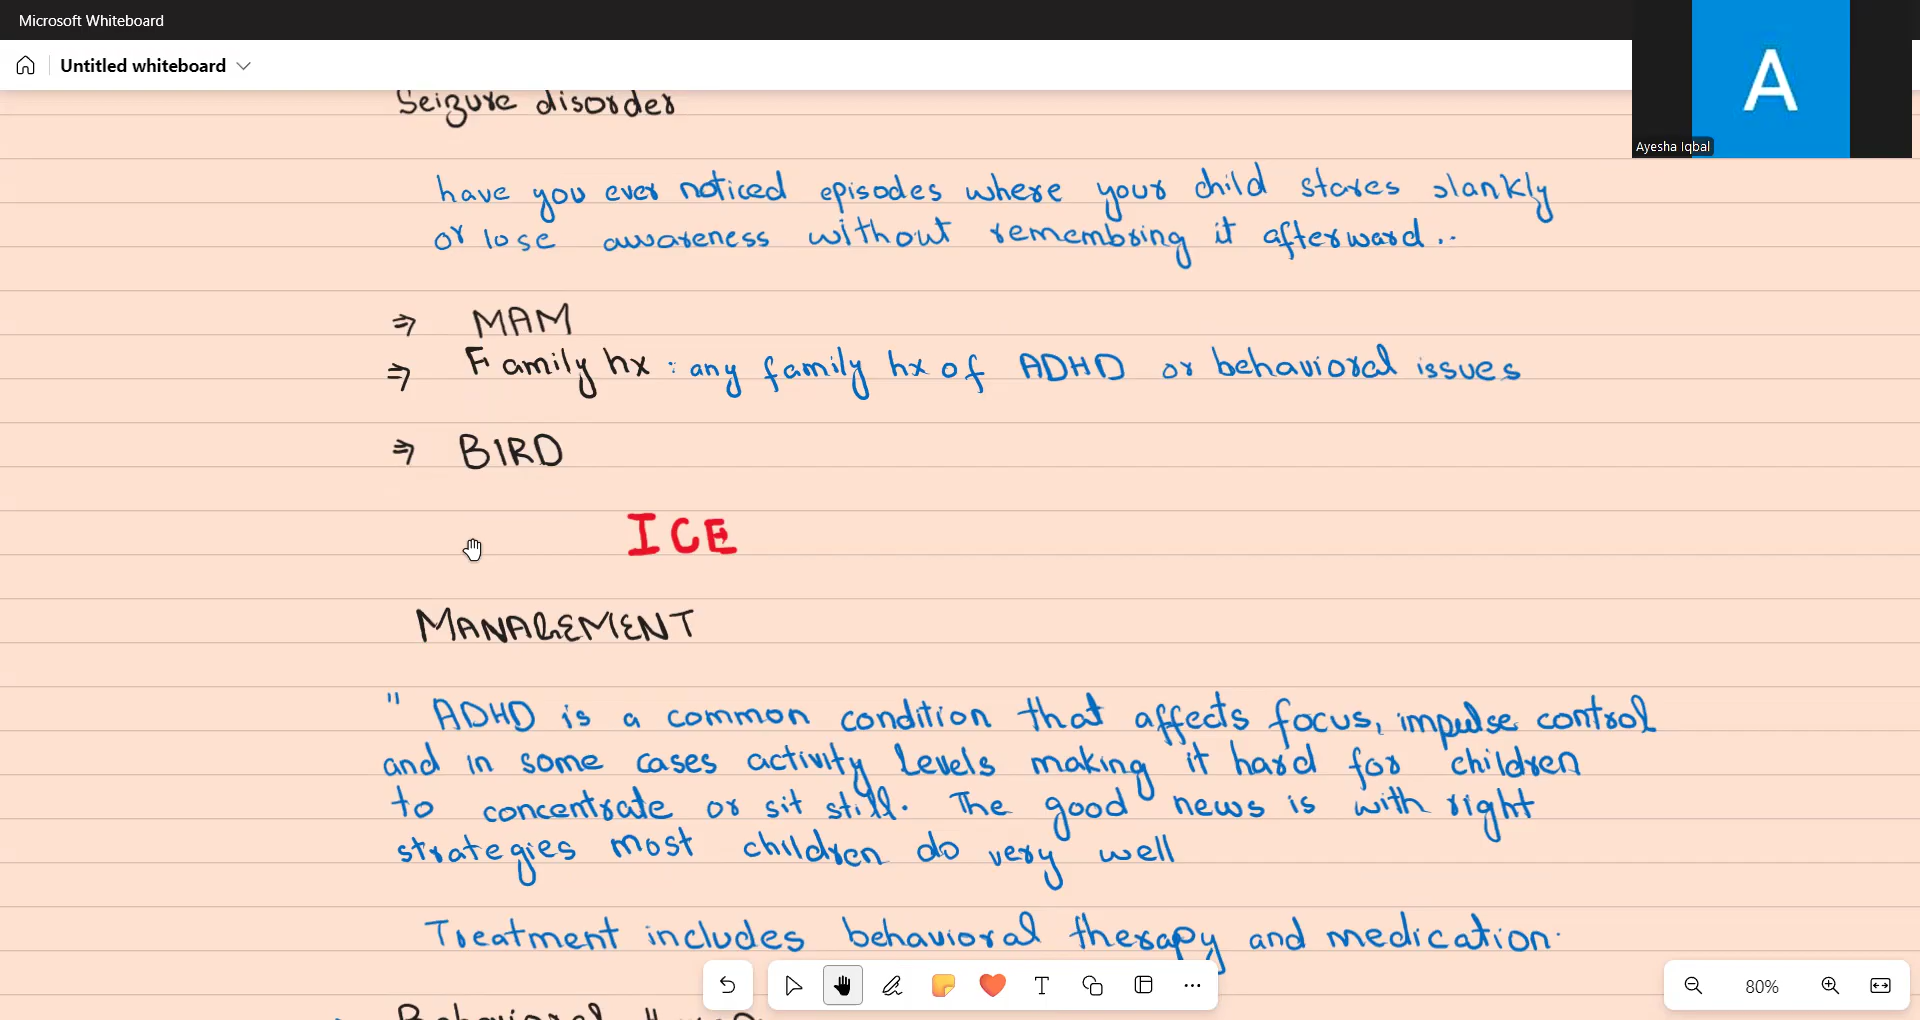 Microsoft Whiteboard
Untitled whiteboard
A
Ayesha Iqbal
Seizure disorder
have you ever noticed episodes where your child stares slankly
or lose awareness without remembring it afterward..
⇒ MAM
⇒ Family hx : any family hx of ADHD or behavioral issues
⇒ BIRD
ICE
MANAGEMENT
" ADHD is a common condition that affects focus, impulse control
and in some cases activity levels making it hard for children
to concentrate or sit still. The good news is with right
strategies most children do very well
Treatment includes behavioral therapy and medication.
Behavioral
80%